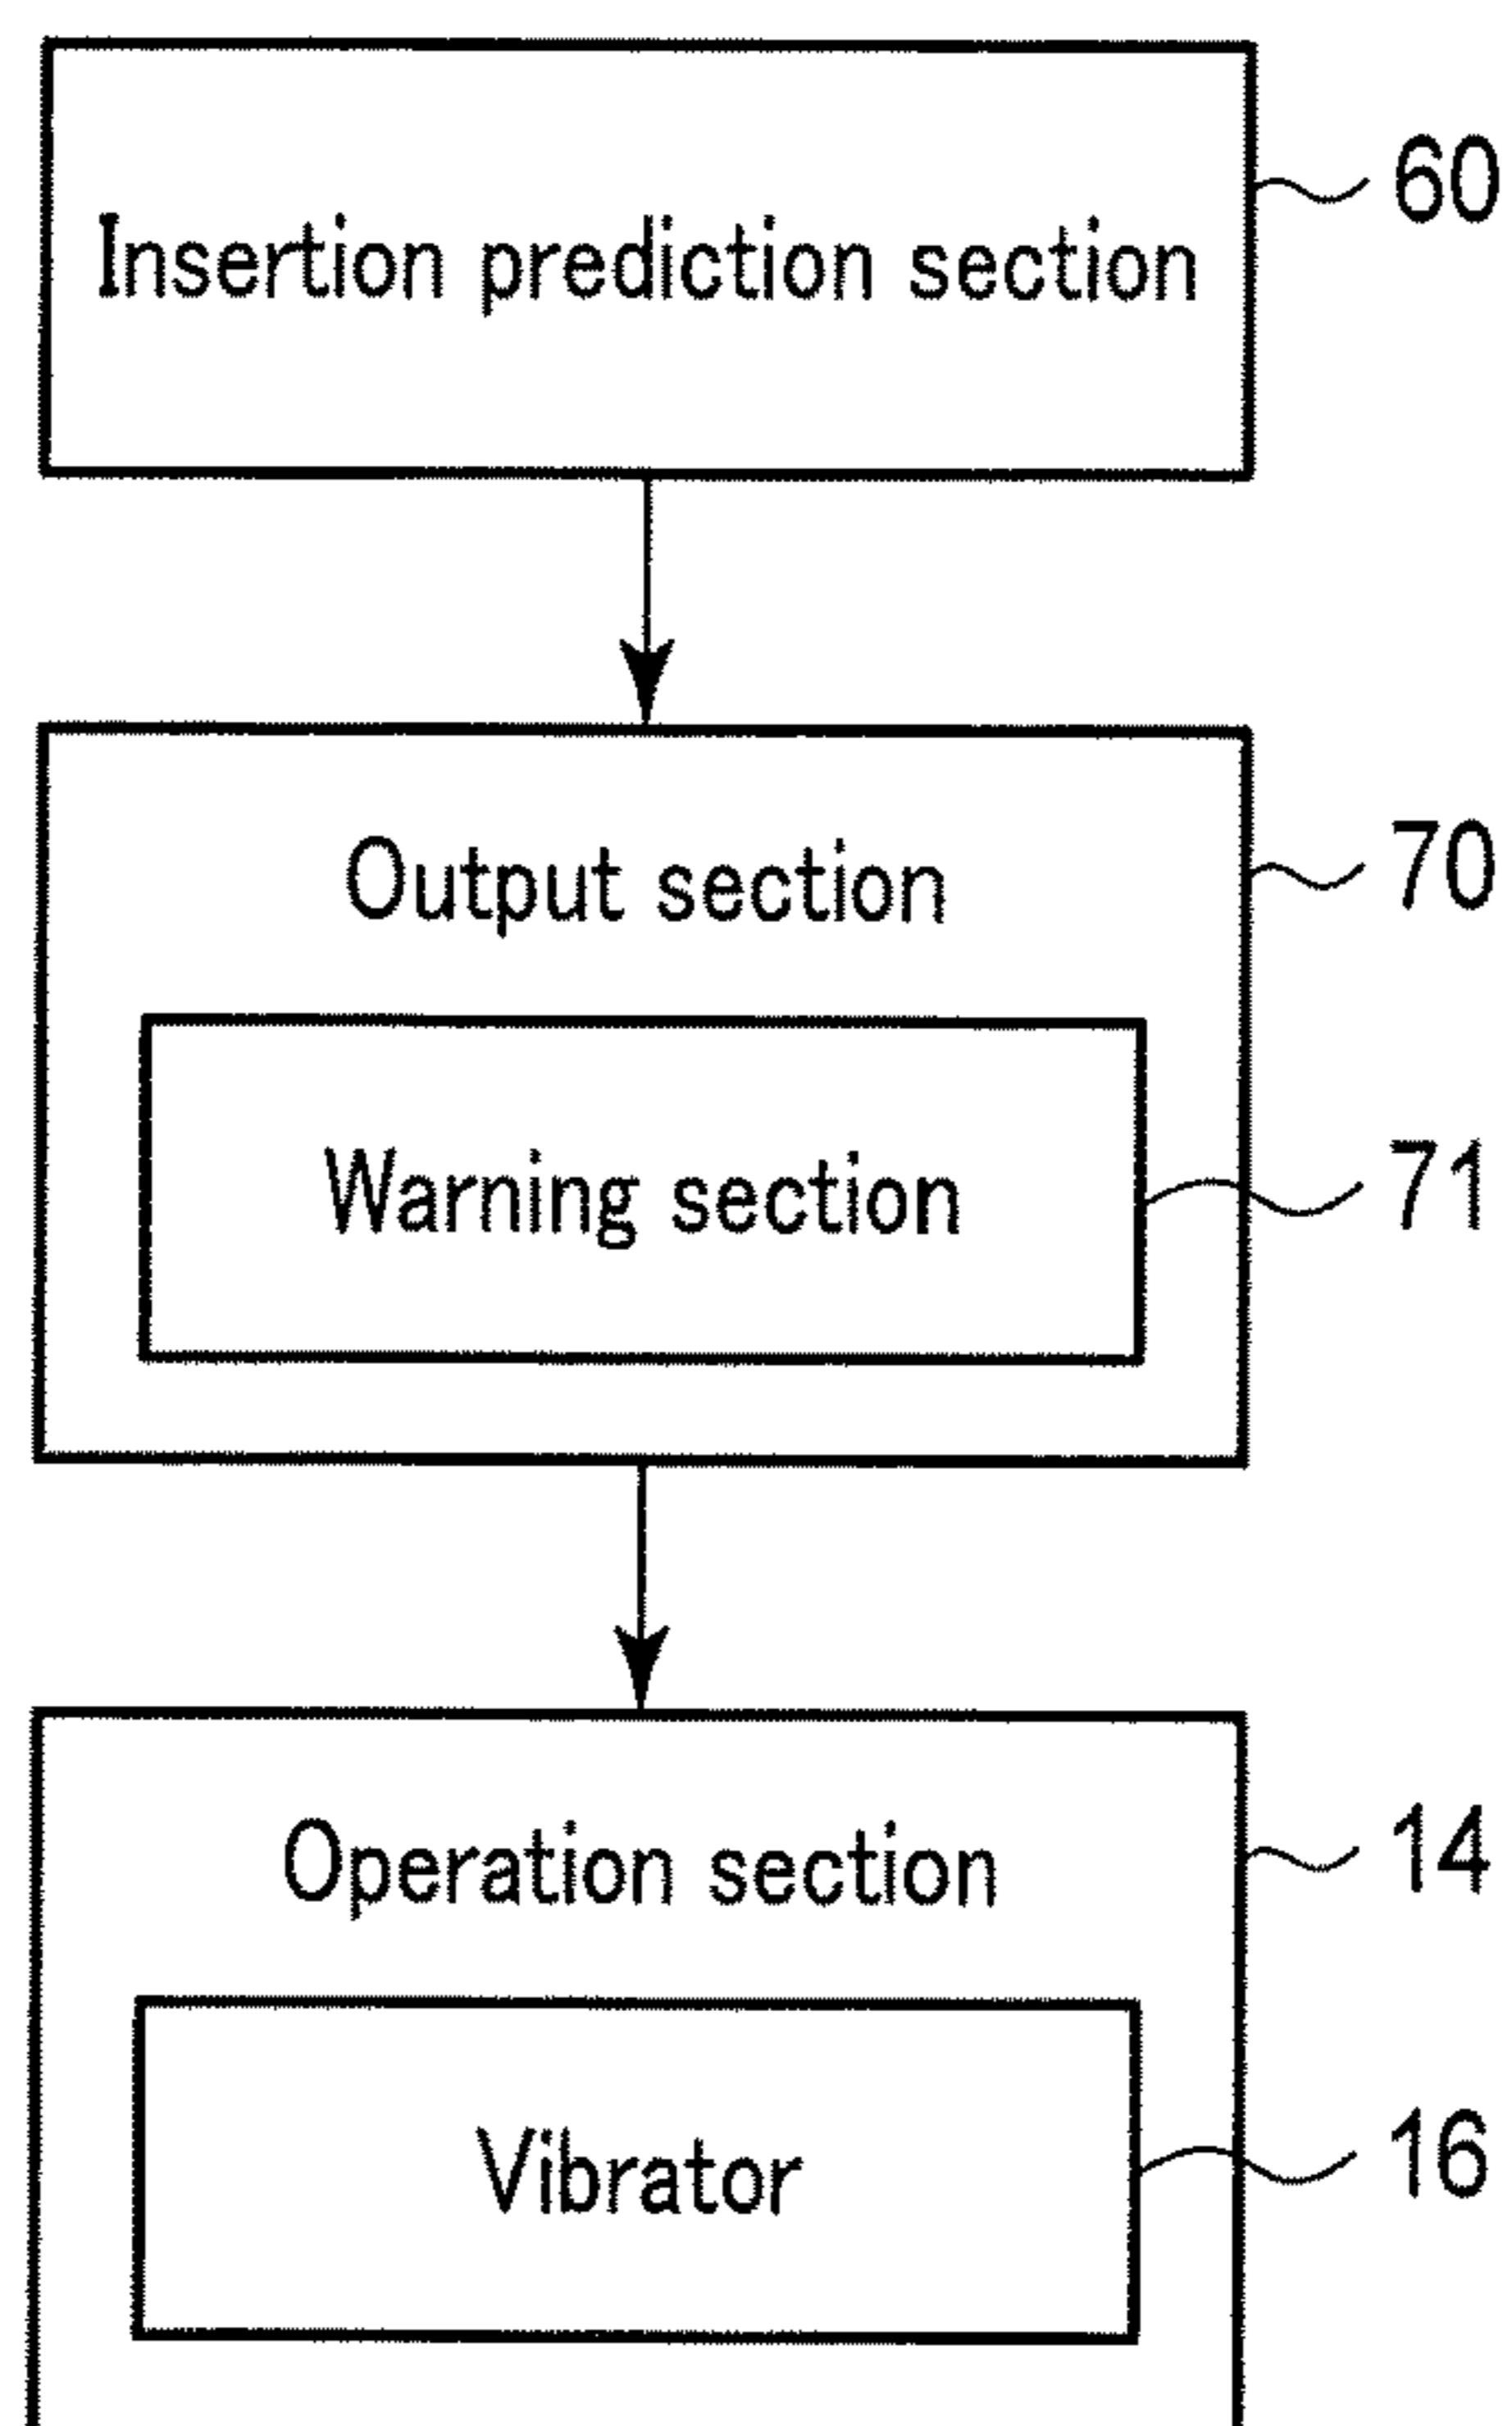 Insertion prediction section
60
Output section
70
Warning section
71
Operation section
14
Vibrator
16